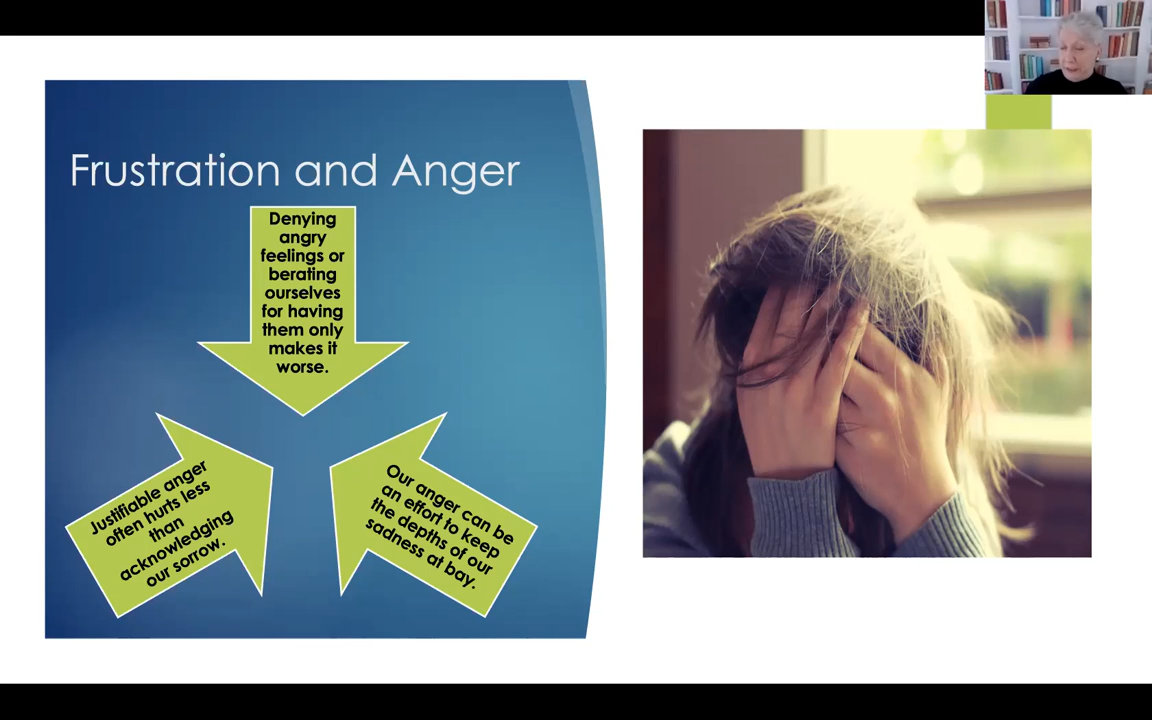 Frustration and Anger
Denying
angry
feelings or
berating
ourselves
for having
them only
makes it
worse.
Justifiable anger
often hurts less
than
acknowledging
our sorrow.
Our anger can be
an effort to keep
the depths of our
sadness at bay.